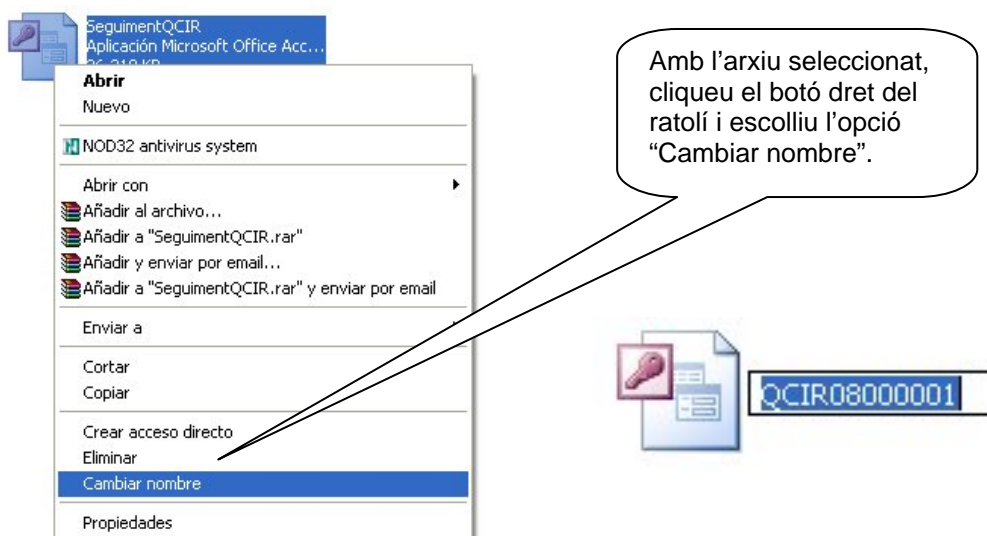 SeguimentQCIR
Aplicación Microsoft Office Acc...
Abrir
Nuevo
NOD32 antivirus system
Abrir con
Añadir al archivo...
Añadir a "SeguimentQCIR.rar"
Añadir y enviar por email...
Añadir a "SeguimentQCIR.rar" y enviar por email
Enviar a
Cortar
Copiar
Crear acceso directo
Eliminar
Cambiar nombre
Propiedades
Amb l’arxiu seleccionat,
cliqueu el botó dret del
ratolí i escolliu l’opció
“Cambiar nombre”.
QCIR08000001